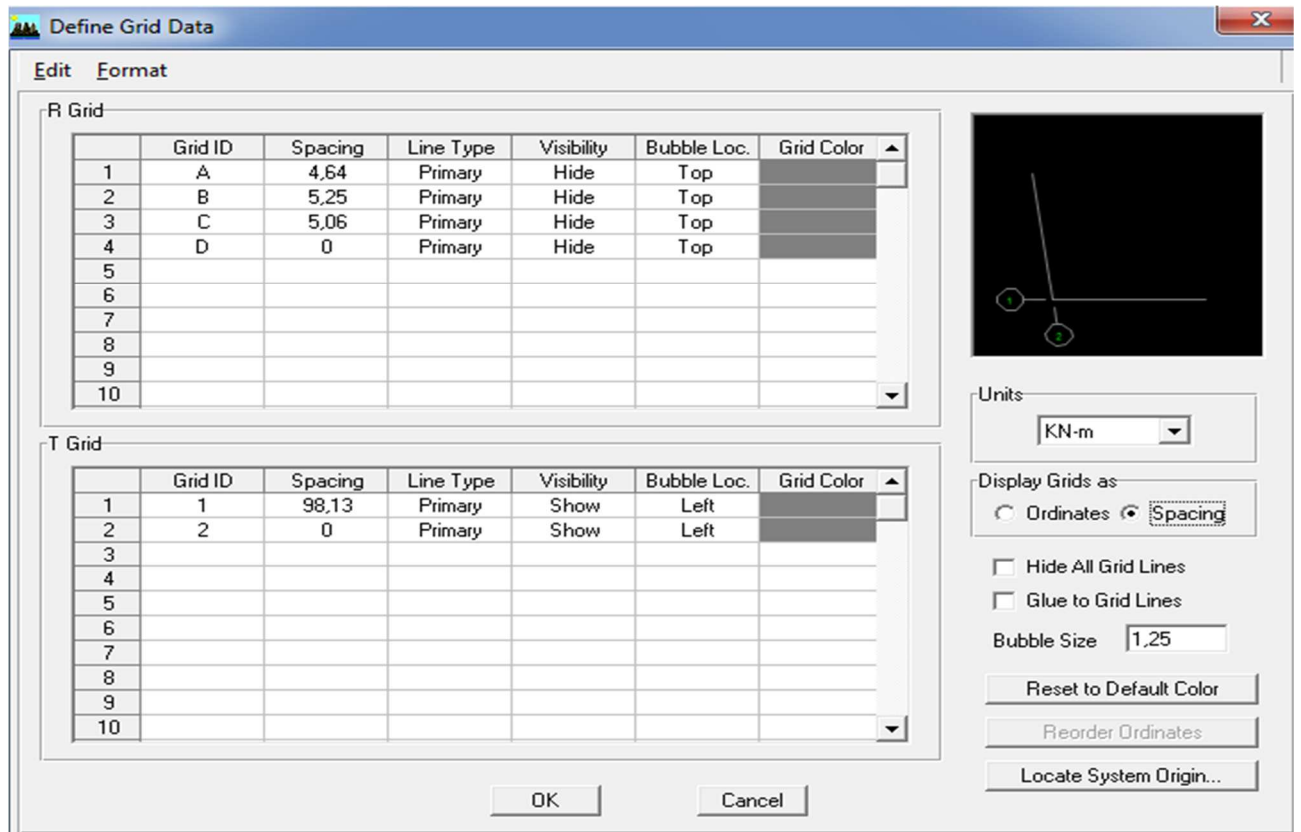 Define Grid Data
Edit Format
R Grid
Grid ID Spacing Line Type Visibility Bubble Loc. Grid Color
1 A 4,64 Primary Hide Top
2 B 5,25 Primary Hide Top
3 C 5,06 Primary Hide Top
4 D 0 Primary Hide Top
5
6
7
8
9
10
T Grid
Grid ID Spacing Line Type Visibility Bubble Loc. Grid Color
1 1 98,13 Primary Show Left
2 2 0 Primary Show Left
3
4
5
6
7
8
9
10
1
2
Units
KN-m
Display Grids as
Ordinates Spacing
Hide All Grid Lines
Glue to Grid Lines
Bubble Size 1,25
Reset to Default Color
Reorder Ordinates
Locate System Origin...
OK Cancel